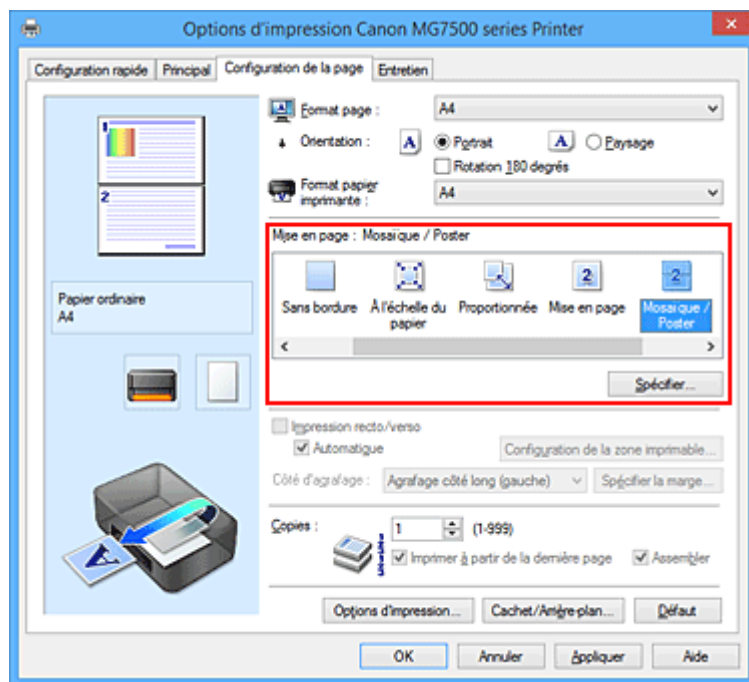 Options d'impression Canon MG7500 series Printer
Configuration rapide Principal Configuration de la page Entretien
Format page : A4
Orientation : A Portrait A Paysage
Rotation 180 degrés
Format papier
imprimante : A4
1
2
Papier ordinaire
A4
Mise en page : Mosaïque / Poster
2 2
Sans bordure À l'échelle du papier Proportionnée Mise en page Mosaïque / Poster
Spécifier...
Impression recto/verso
Automatique Configuration de la zone imprimable...
Côté d'agrafage : Agrafage côté long (gauche) Spécifier la marge...
Copies : 1 (1-999)
Imprimer à partir de la dernière page Assembler
A
Options d'impression... Cachet/Arrière-plan... Défaut
OK Annuler Appliquer Aide